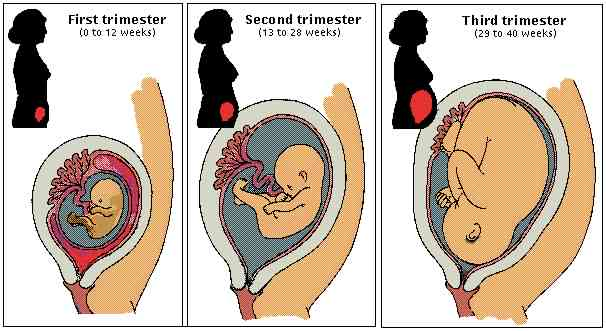 First trimester
(0 to 12 weeks)
Second trimester
(13 to 28 weeks)
Third trimester
(29 to 40 weeks)